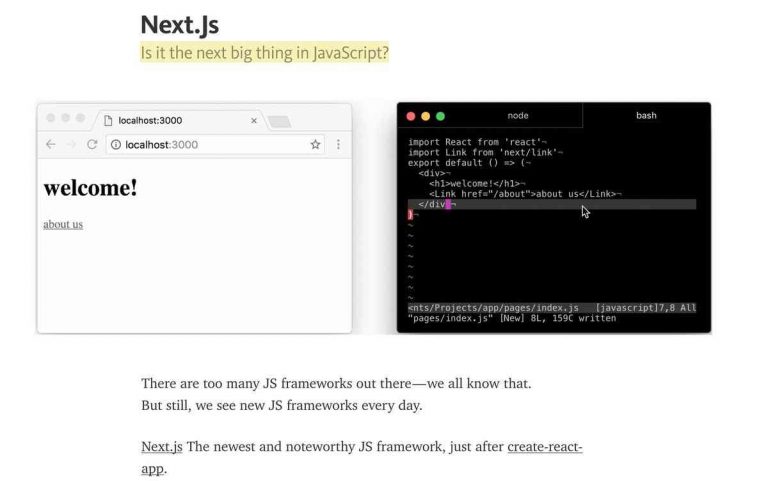 Next.Js
Is it the next big thing in JavaScript?
localhost:3000
localhost:3000
welcome!
about us
node bash
import React from 'react'¬
import Link from 'next/link'¬
export default () => (¬
<div>¬
<h1>welcome!</h1>¬
<Link href="/about">about us</Link>¬
</div>¬
)¬
~
~
~
~
~
~
<nts/Projects/app/pages/index.js [javascript]7,8 All
"pages/index.js" [New] 8L, 159C written
There are too many JS frameworks out there—we all know that.
But still, we see new JS frameworks every day.
Next.js The newest and noteworthy JS framework, just after create-react-
app.